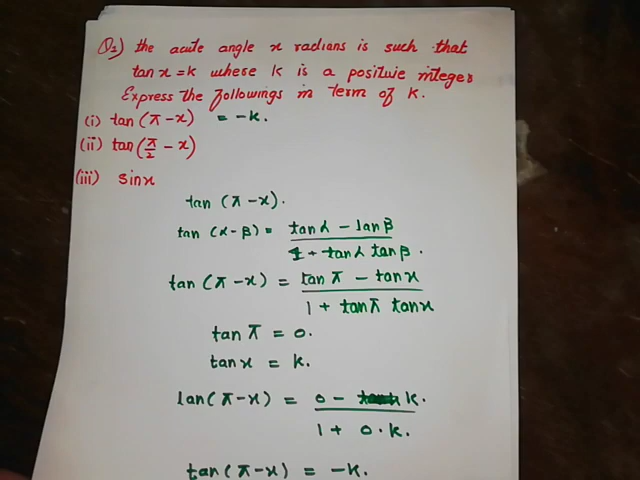 Q1) the acute angle x radians is such that
tan x = k where k is a positive integer
Express the followings in term of k.
(i) tan (π - x) = -k.
(ii) tan (π/2 - x)
(iii) sinx
tan (π - x).
tan (α - β) = tan α - tan β / 1 + tan α tan β.
tan (π - x) = tan π - tan x / 1 + tan π tan x
tan π = 0.
tan x = k.
tan (π - x) = 0 - k. / 1 + 0 · k.
tan (π - x) = -k.